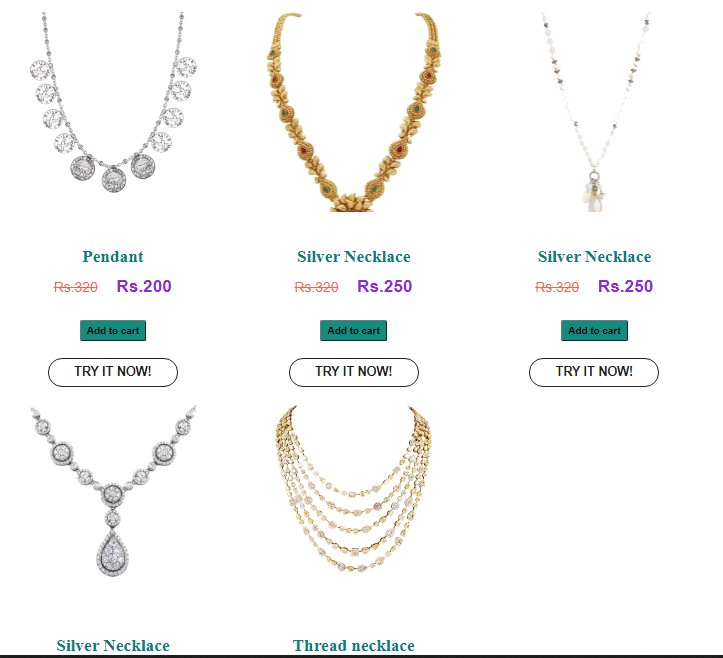 Pendant
Silver Necklace
Silver Necklace
Rs.320 Rs.200
Rs.320 Rs.250
Rs.320 Rs.250
Add to cart
Add to cart
Add to cart
TRY IT NOW!
TRY IT NOW!
TRY IT NOW!
Silver Necklace
Thread necklace